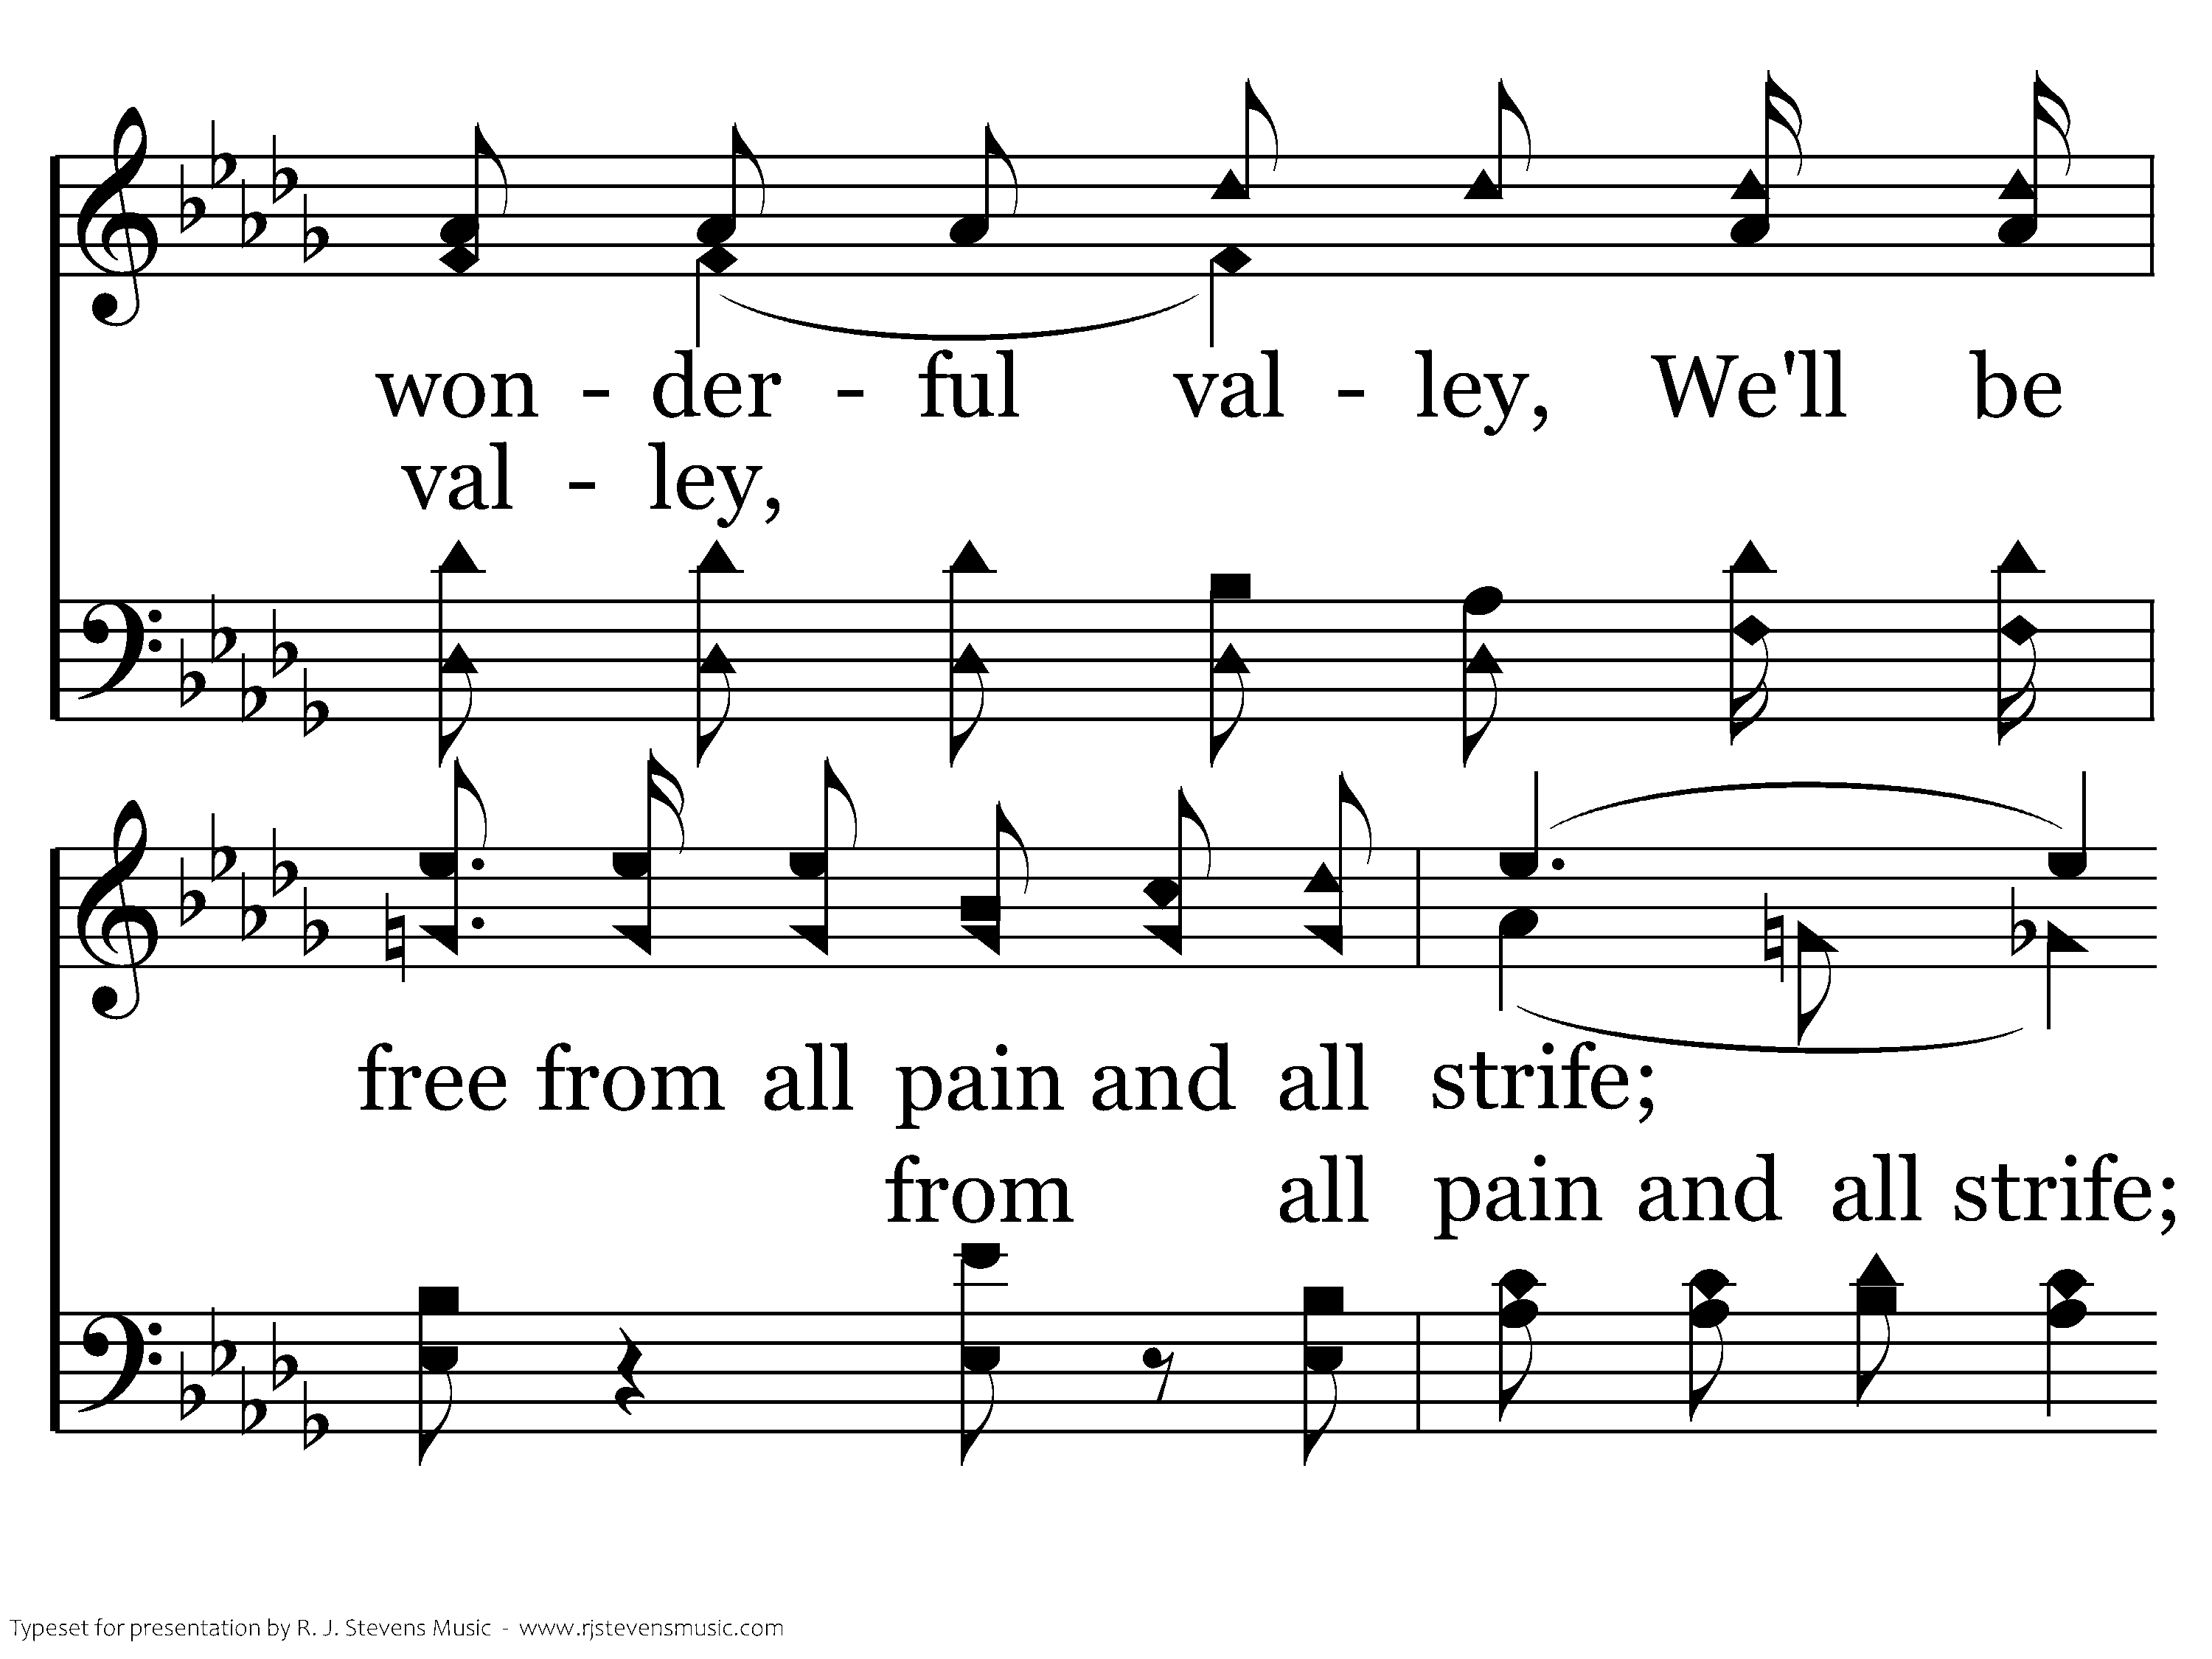 won - der - ful val - ley, We'll be
val - ley,
free from all pain and all strife;
from all pain and all strife;
Typeset for presentation by R. J. Stevens Music - www.rjstevensmusic.com